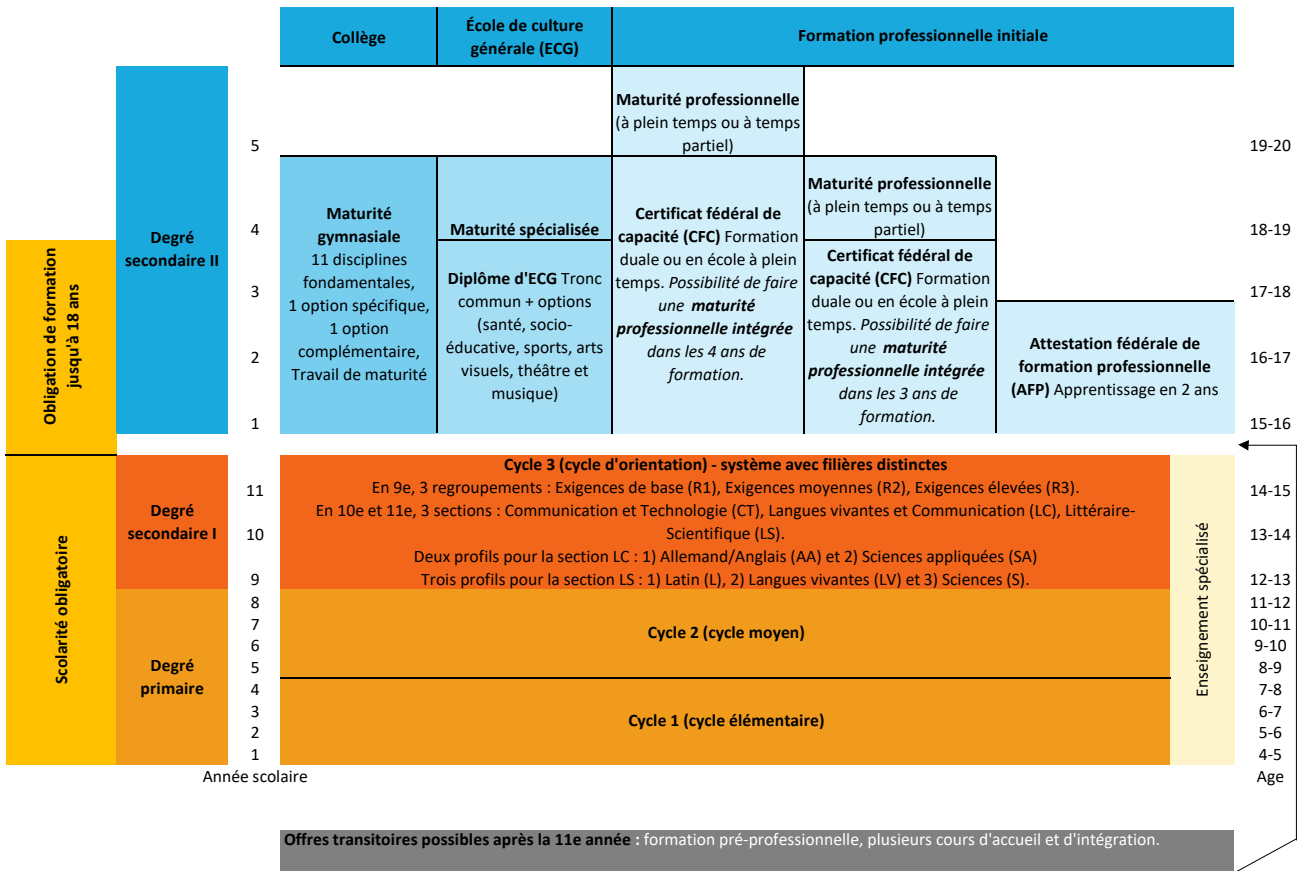 Collège
École de culture
générale (ECG)
Formation professionnelle initiale
Obligation de formation
jusqu'à 18 ans
Degré
secondaire II
5
4
3
2
1
Maturité
gymnasiale
11 disciplines
fondamentales,
1 option spécifique,
1 option
complémentaire,
Travail de maturité
Maturité spécialisée
Diplôme d'ECG Tronc
commun + options
(santé, socio-
éducative, sports, arts
visuels, théâtre et
musique)
Maturité professionnelle
(à plein temps ou à temps
partiel)
Certificat fédéral de
capacité (CFC) Formation
duale ou en école à plein
temps. Possibilité de faire
une maturité
professionnelle intégrée
dans les 4 ans de
formation.
Maturité professionnelle
(à plein temps ou à temps
partiel)
Certificat fédéral de
capacité (CFC) Formation
duale ou en école à plein
temps. Possibilité de faire
une maturité
professionnelle intégrée
dans les 3 ans de
formation.
Attestation fédérale de
formation professionnelle
(AFP) Apprentissage en 2 ans
19-20
18-19
17-18
16-17
15-16
Scolarité obligatoire
Degré
secondaire I
11
10
9
Cycle 3 (cycle d'orientation) - système avec filières distinctes
En 9e, 3 regroupements : Exigences de base (R1), Exigences moyennes (R2), Exigences élevées (R3).
En 10e et 11e, 3 sections : Communication et Technologie (CT), Langues vivantes et Communication (LC), Littéraire-
Scientifique (LS).
Deux profils pour la section LC : 1) Allemand/Anglais (AA) et 2) Sciences appliquées (SA)
Trois profils pour la section LS : 1) Latin (L), 2) Langues vivantes (LV) et 3) Sciences (S).
Enseignement spécialisé
14-15
13-14
12-13
Degré
primaire
8
7
6
5
4
3
2
1
Cycle 2 (cycle moyen)
Cycle 1 (cycle élémentaire)
11-12
10-11
9-10
8-9
7-8
6-7
5-6
4-5
Année scolaire
Age
Offres transitoires possibles après la 11e année : formation pré-professionnelle, plusieurs cours d'accueil et d'intégration.